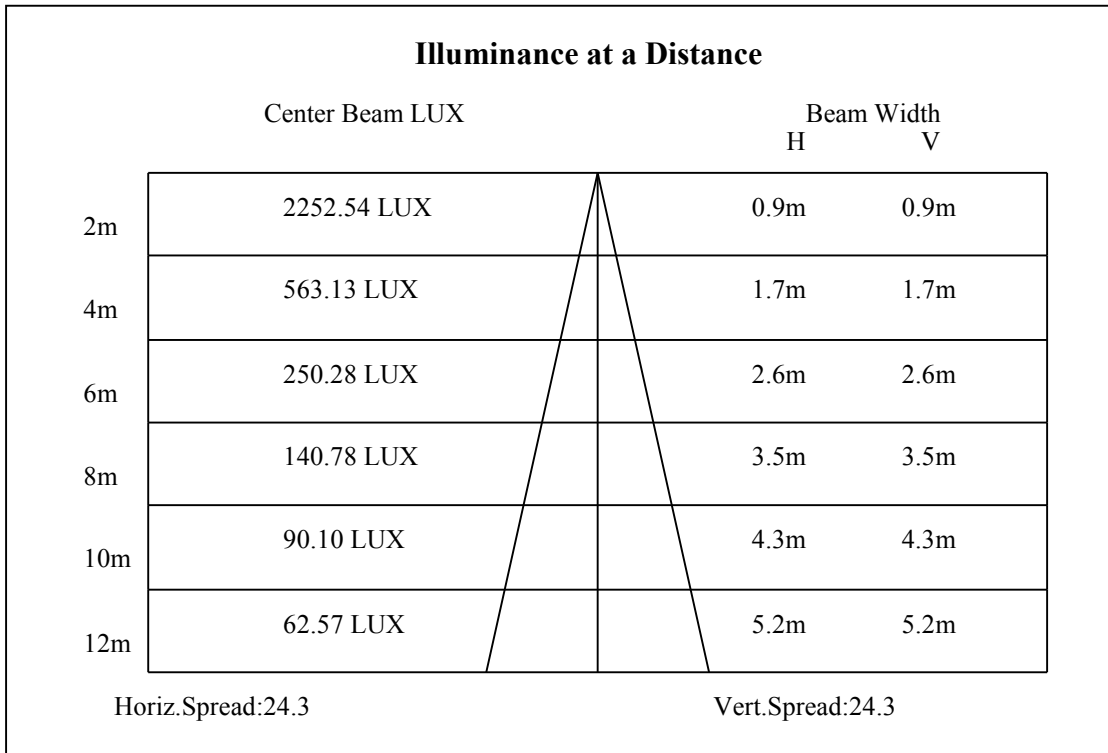 Illuminance at a Distance
Center Beam LUX Beam Width
H V
2m 2252.54 LUX 0.9m 0.9m
4m 563.13 LUX 1.7m 1.7m
6m 250.28 LUX 2.6m 2.6m
8m 140.78 LUX 3.5m 3.5m
10m 90.10 LUX 4.3m 4.3m
12m 62.57 LUX 5.2m 5.2m
Horiz.Spread:24.3 Vert.Spread:24.3